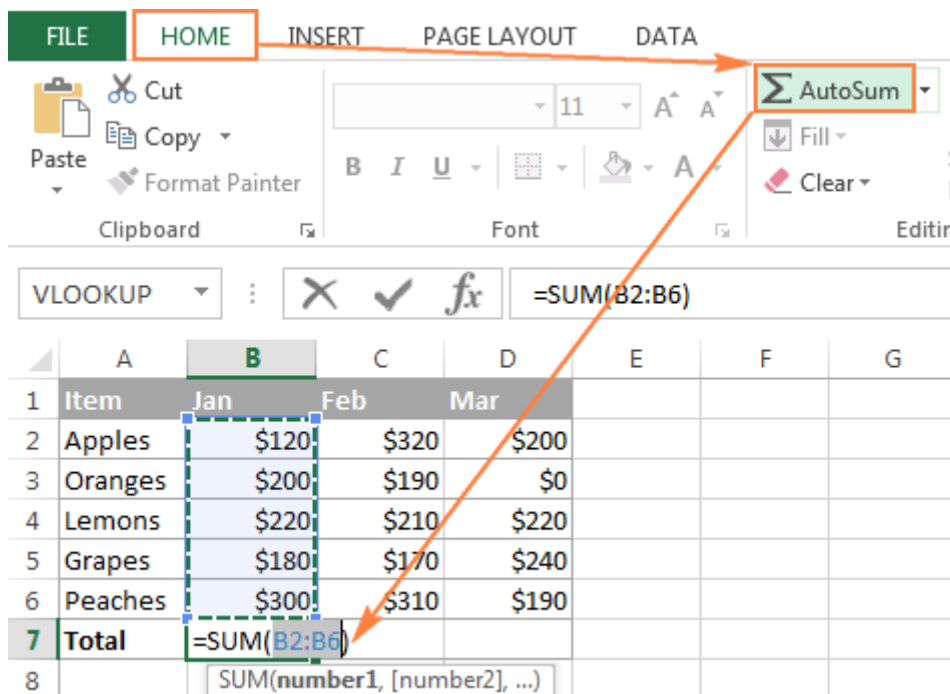 FILE HOME INSERT PAGE LAYOUT DATA
Cut
Copy
Paste
Format Painter
Clipboard
11 A A
B I U A
Font
Σ AutoSum
Fill
Clear
VLOOKUP fx =SUM(B2:B6)
A B C D E F G
1 Item Jan Feb Mar
2 Apples $120 $320 $200
3 Oranges $200 $190 $0
4 Lemons $220 $210 $220
5 Grapes $180 $170 $240
6 Peaches $300 $310 $190
7 Total =SUM(B2:B6)
8 SUM(number1, [number2], ...)